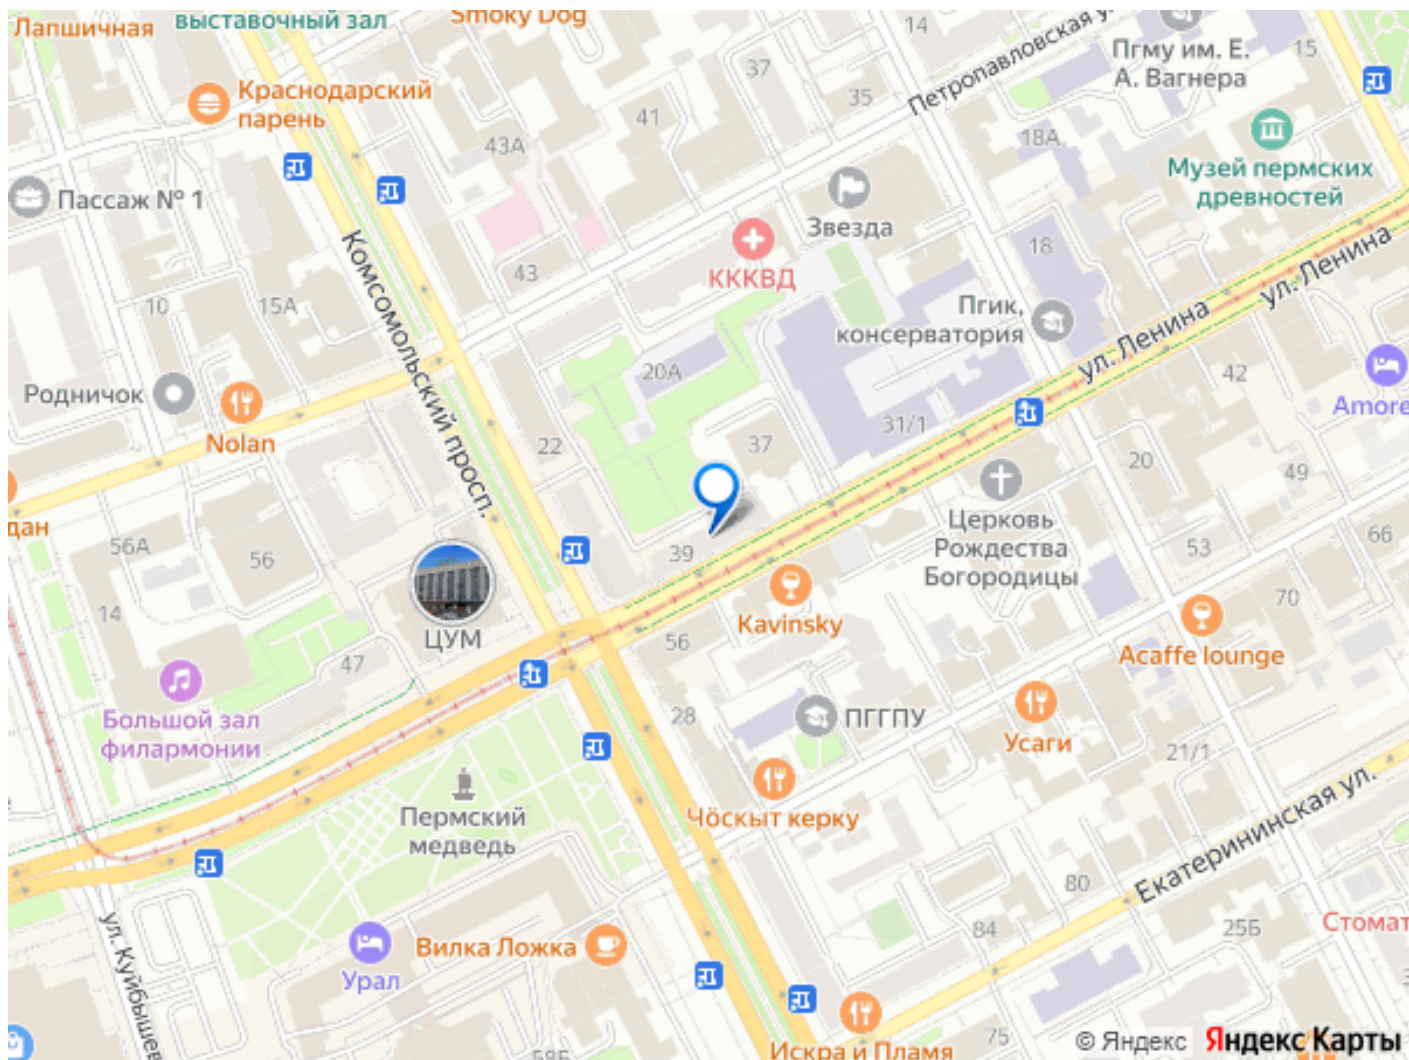 Лапшичная
выставочный зал
Smoky Dog
14
Петропавловская у
Пгму им. Е.
А. Вагнера
15
Краснодарский
парень
37
35
41
43А
18А
Музей пермских
древностей
Пассаж № 1
Звезда
Комсомольский просп.
43
КККВД
18
ул. Ленина
10
15А
Пгик,
консерватория
ул. Ленина
Родничок
20А
42
Amore
Nolan
22
37
31/1
20
49
дан
56А
56
39
Церковь
Рождества
Богородицы
53
66
14
ЦУМ
Kavinsky
70
47
56
Acaffe lounge
Большой зал
филармонии
28
ПГГПУ
Усаги
21/1
Пермский
медведь
Чӧскыт керку
Екатерининская ул.
80
ул. Куйбышев
Вилка Ложка
84
25Б
Стомат
Урал
75
58Б
Искра и Пламя
© Яндекс Яндекс Карты